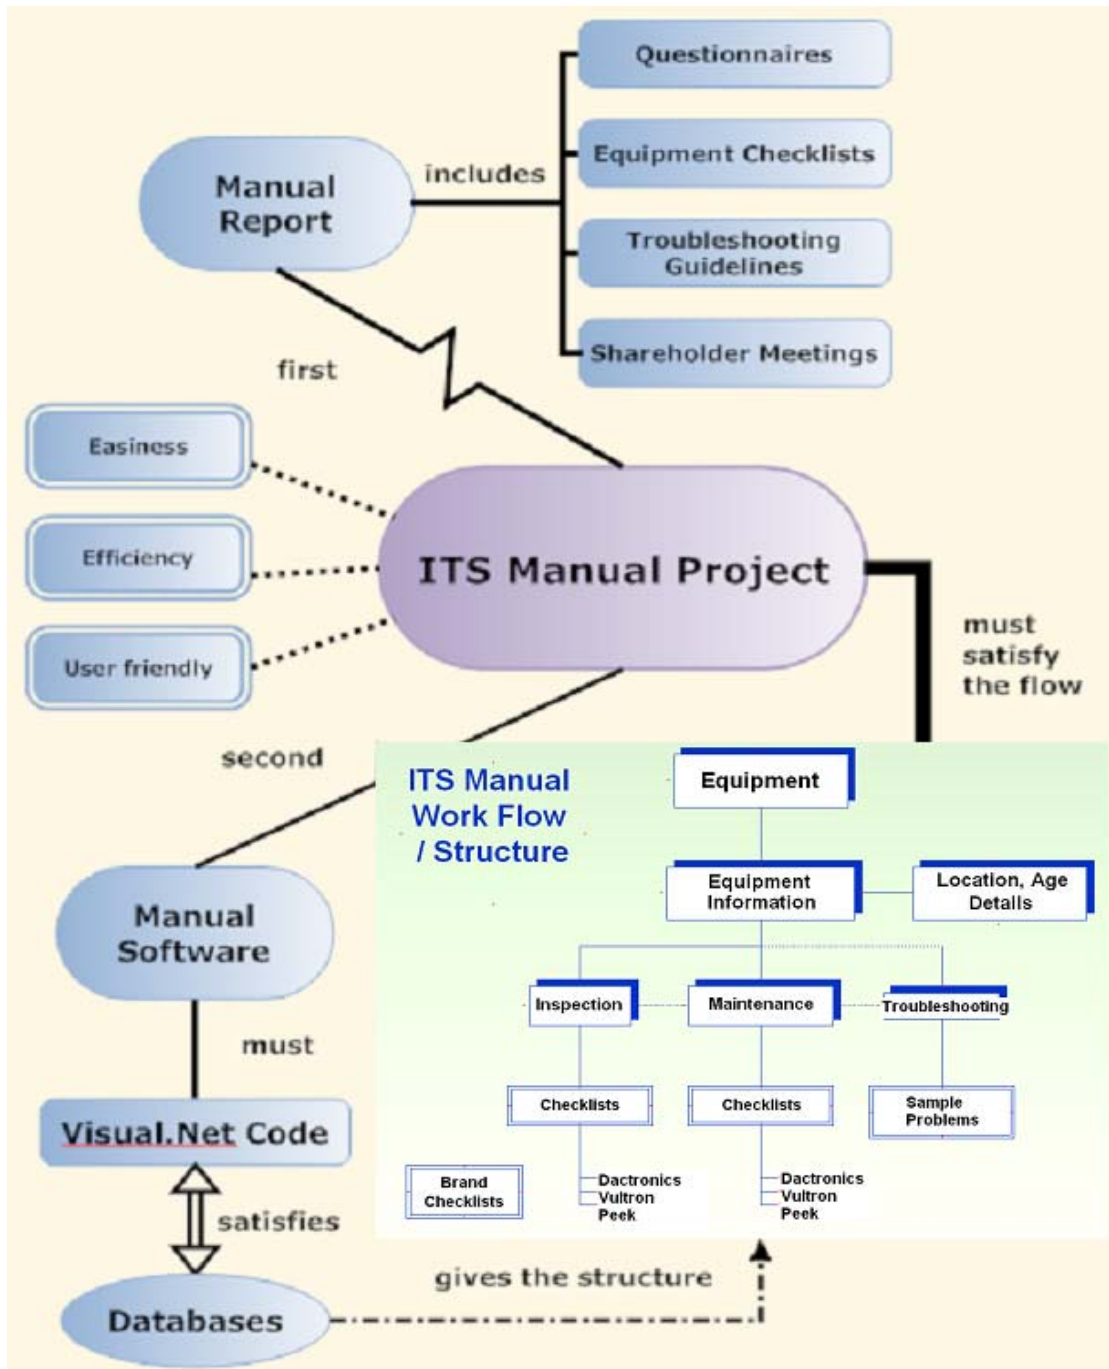 Questionnaires
Equipment Checklists
Troubleshooting
Guidelines
Shareholder Meetings
Manual
Report
includes
first
Easiness
Efficiency
User friendly
ITS Manual Project
must
satisfy
the flow
second
Manual
Software
must
Visual.Net Code
satisfies
Databases
gives the structure
ITS Manual
Work Flow
/ Structure
Equipment
Equipment
Information
Location, Age
Details
Inspection
Maintenance
Troubleshooting
Checklists
Checklists
Sample
Problems
Brand
Checklists
Dactronics
Vultron
Peek
Dactronics
Vultron
Peek